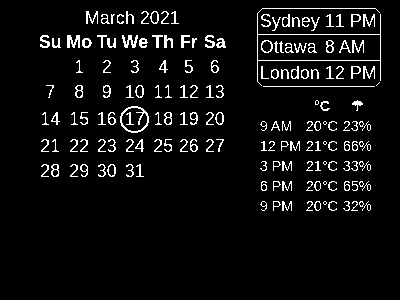 March 2021
Su Mo Tu We Th Fr Sa
1 2 3 4 5 6
7 8 9 10 11 12 13
14 15 16 17 18 19 20
21 22 23 24 25 26 27
28 29 30 31
Sydney 11 PM
Ottawa 8 AM
London 12 PM
°C
9 AM 20°C 23%
12 PM 21°C 66%
3 PM 21°C 33%
6 PM 20°C 65%
9 PM 20°C 32%